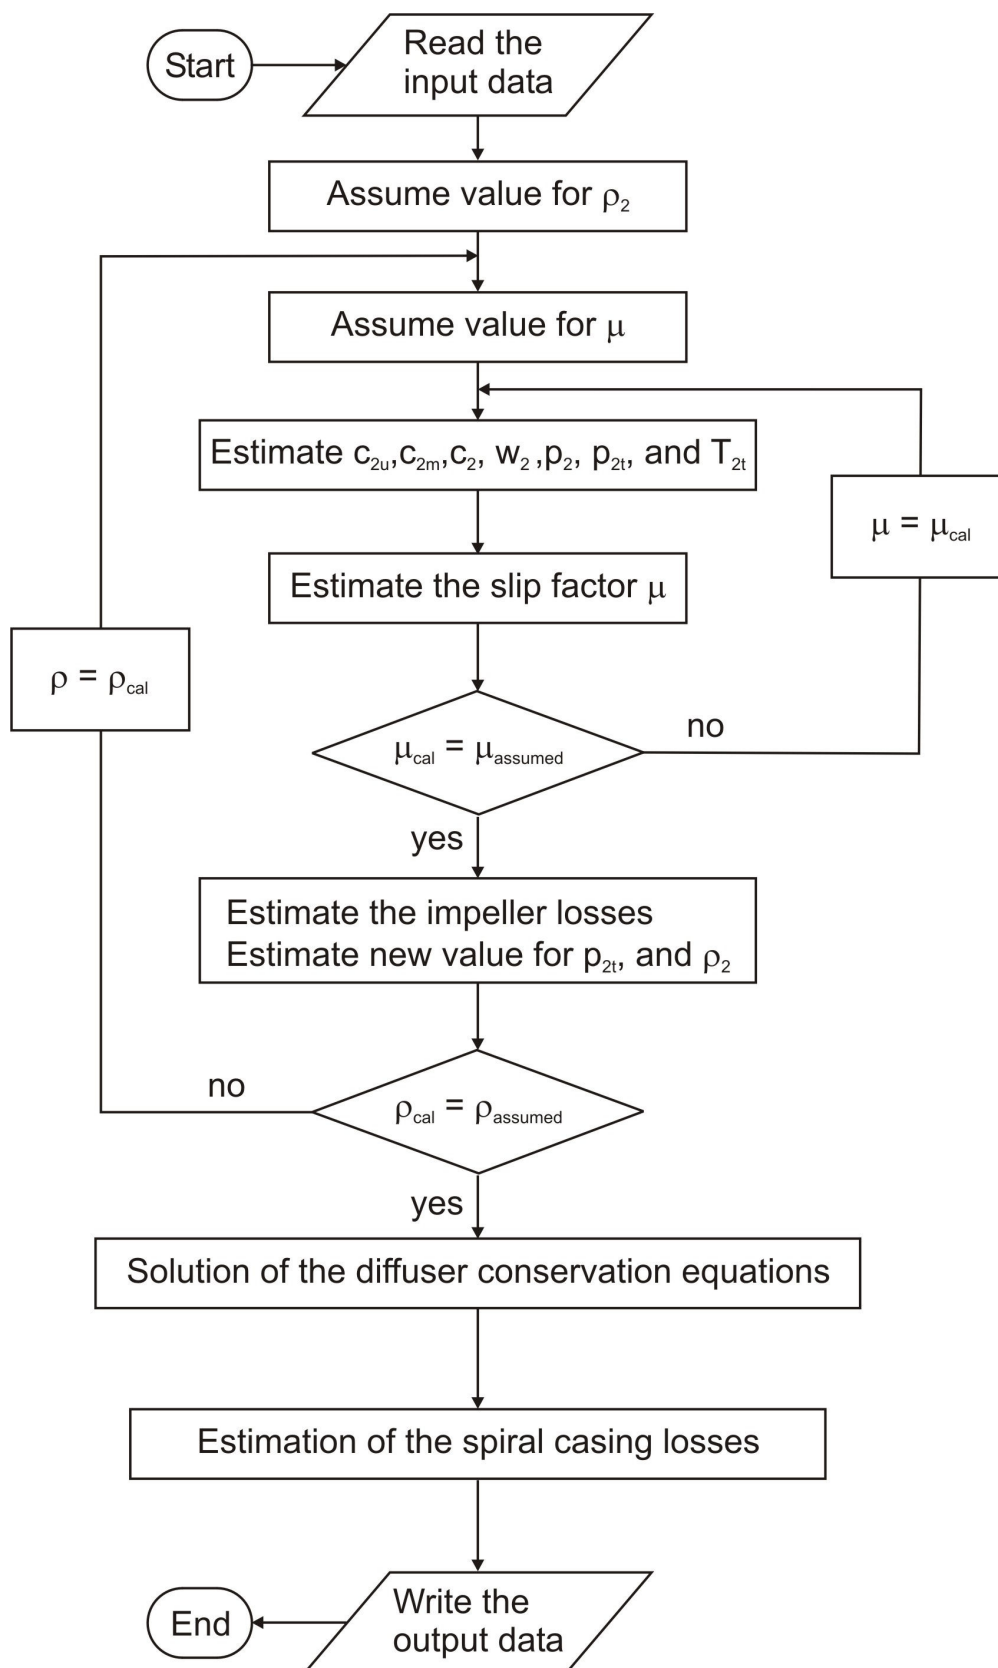 Start
Read the
input data
Assume value for ρ₂
Assume value for μ
Estimate c₂ᵤ,c₂ₘ,c₂, w₂ ,p₂, p₂ₜ, and T₂ₜ
μ = μcal
Estimate the slip factor μ
ρ = ρcal
μcal = μassumed
no
yes
Estimate the impeller losses
Estimate new value for p₂ₜ, and ρ₂
no
ρcal = ρassumed
yes
Solution of the diffuser conservation equations
Estimation of the spiral casing losses
End
Write the
output data